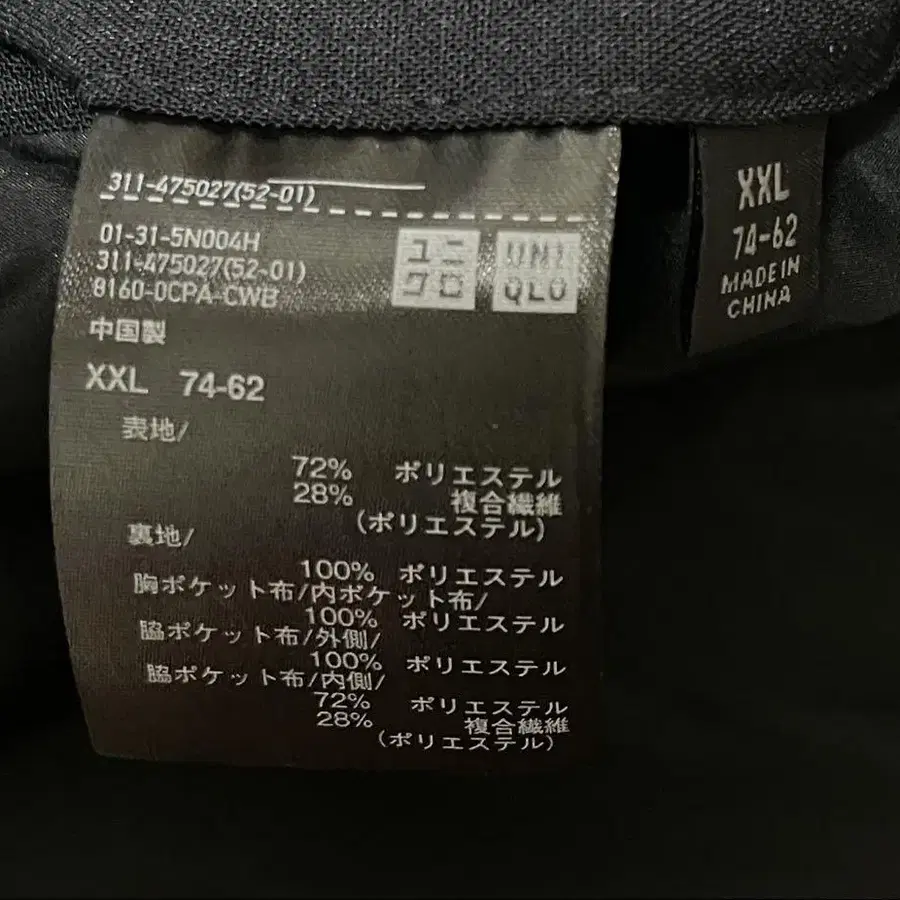 311-475027(52-01)
01-31-5N004H
311-475027(52-01)
8160-0CPA-CWB
ユニ
クロ
UNI
QLO
中国製
XXL 74-62
表地/
72% ポリエステル
28% 複合繊維
(ポリエステル)
裏地/
100% ポリエステル
胸ポケット布/内ポケット布/
100% ポリエステル
脇ポケット布/外側/
100% ポリエステル
脇ポケット布/内側/
72% ポリエステル
28% 複合繊維
(ポリエステル)
XXL
74-62
MADE IN
CHINA